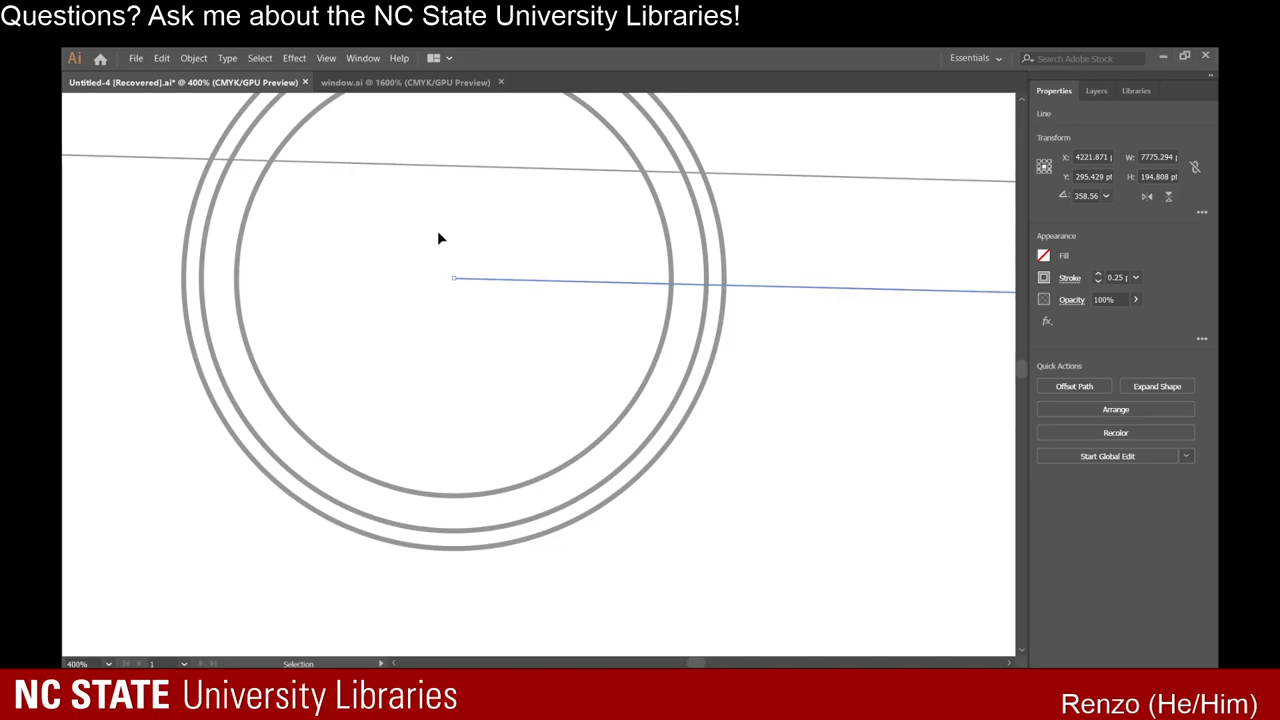 Questions? Ask me about the NC State University Libraries!
Ai File Edit Object Type Select Effect View Window Help Essentials Search Adobe Stock
Untitled-4 [Recovered].ai* @ 400% (CMYK/GPU Preview) × window.ai @ 1600% (CMYK/GPU Preview) ×
Properties Layers Libraries
Line
Transform
X: 4221.871 p W: 7775.294
Y: 295.429 pt H: 194.808 pt
358.56
Appearance
Fill
Stroke 0.25
Opacity 100%
fx.
Quick Actions
Offset Path Expand Shape
Arrange
Recolor
Start Global Edit
400% 1 Selection
NC STATE University Libraries
Renzo (He/Him)